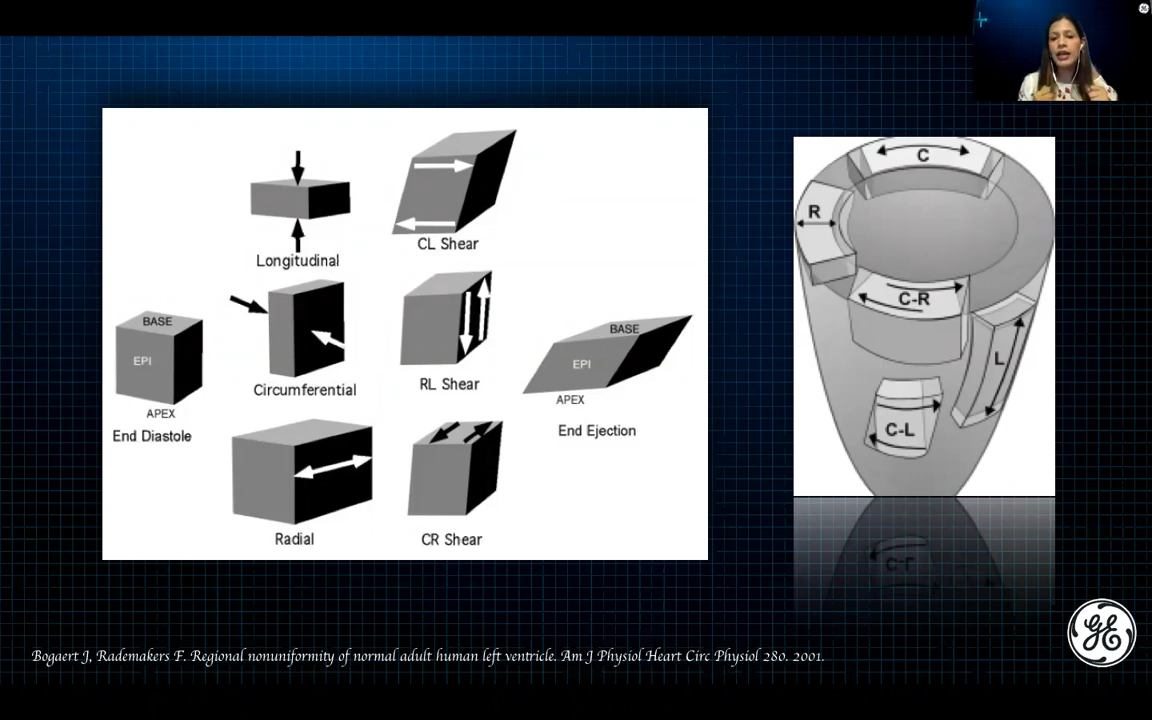 Longitudinal
CL Shear
BASE
EPI
APEX
End Diastole
Circumferential
RL Shear
BASE
EPI
APEX
End Ejection
Radial
CR Shear
C
R
C-R
L
C-L
Bogaert J, Rademakers F. Regional nonuniformity of normal adult human left ventricle. Am J Physiol Heart Circ Physiol 280. 2001.
GE